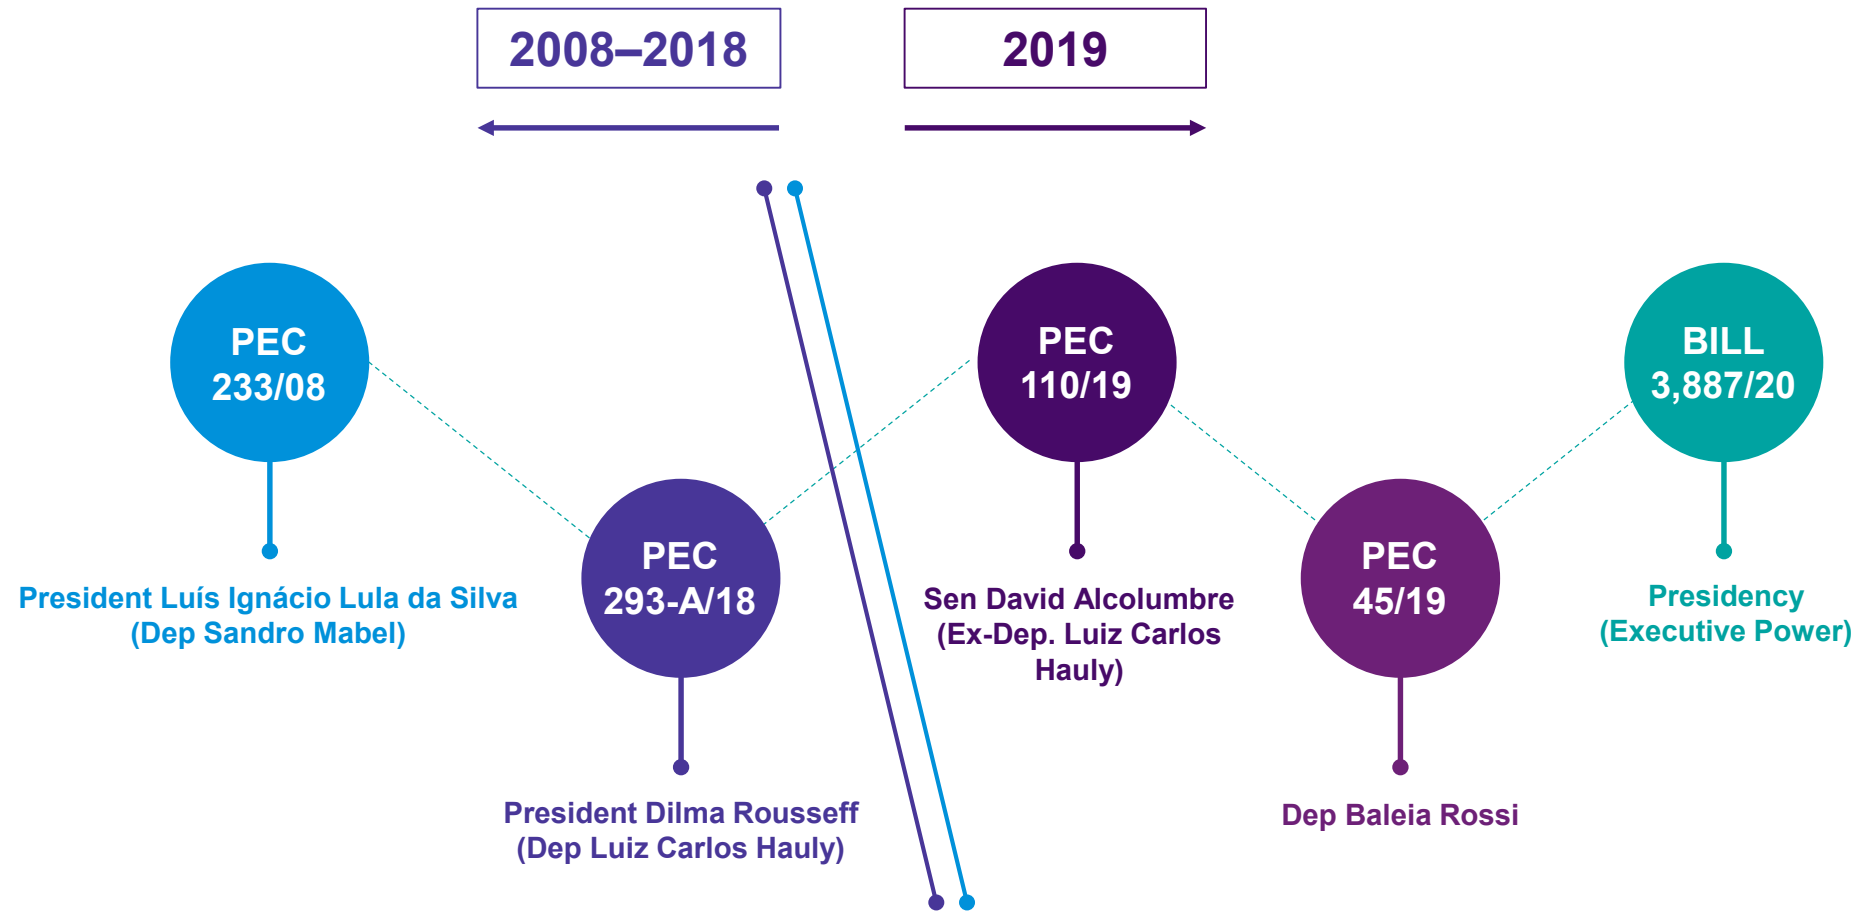 2008–2018
2019
PEC
233/08
President Luís Ignácio Lula da Silva
(Dep Sandro Mabel)
PEC
293-A/18
President Dilma Rousseff
(Dep Luiz Carlos Hauly)
PEC
110/19
Sen David Alcolumbre
(Ex-Dep. Luiz Carlos
Hauly)
PEC
45/19
Dep Baleia Rossi
BILL
3,887/20
Presidency
(Executive Power)